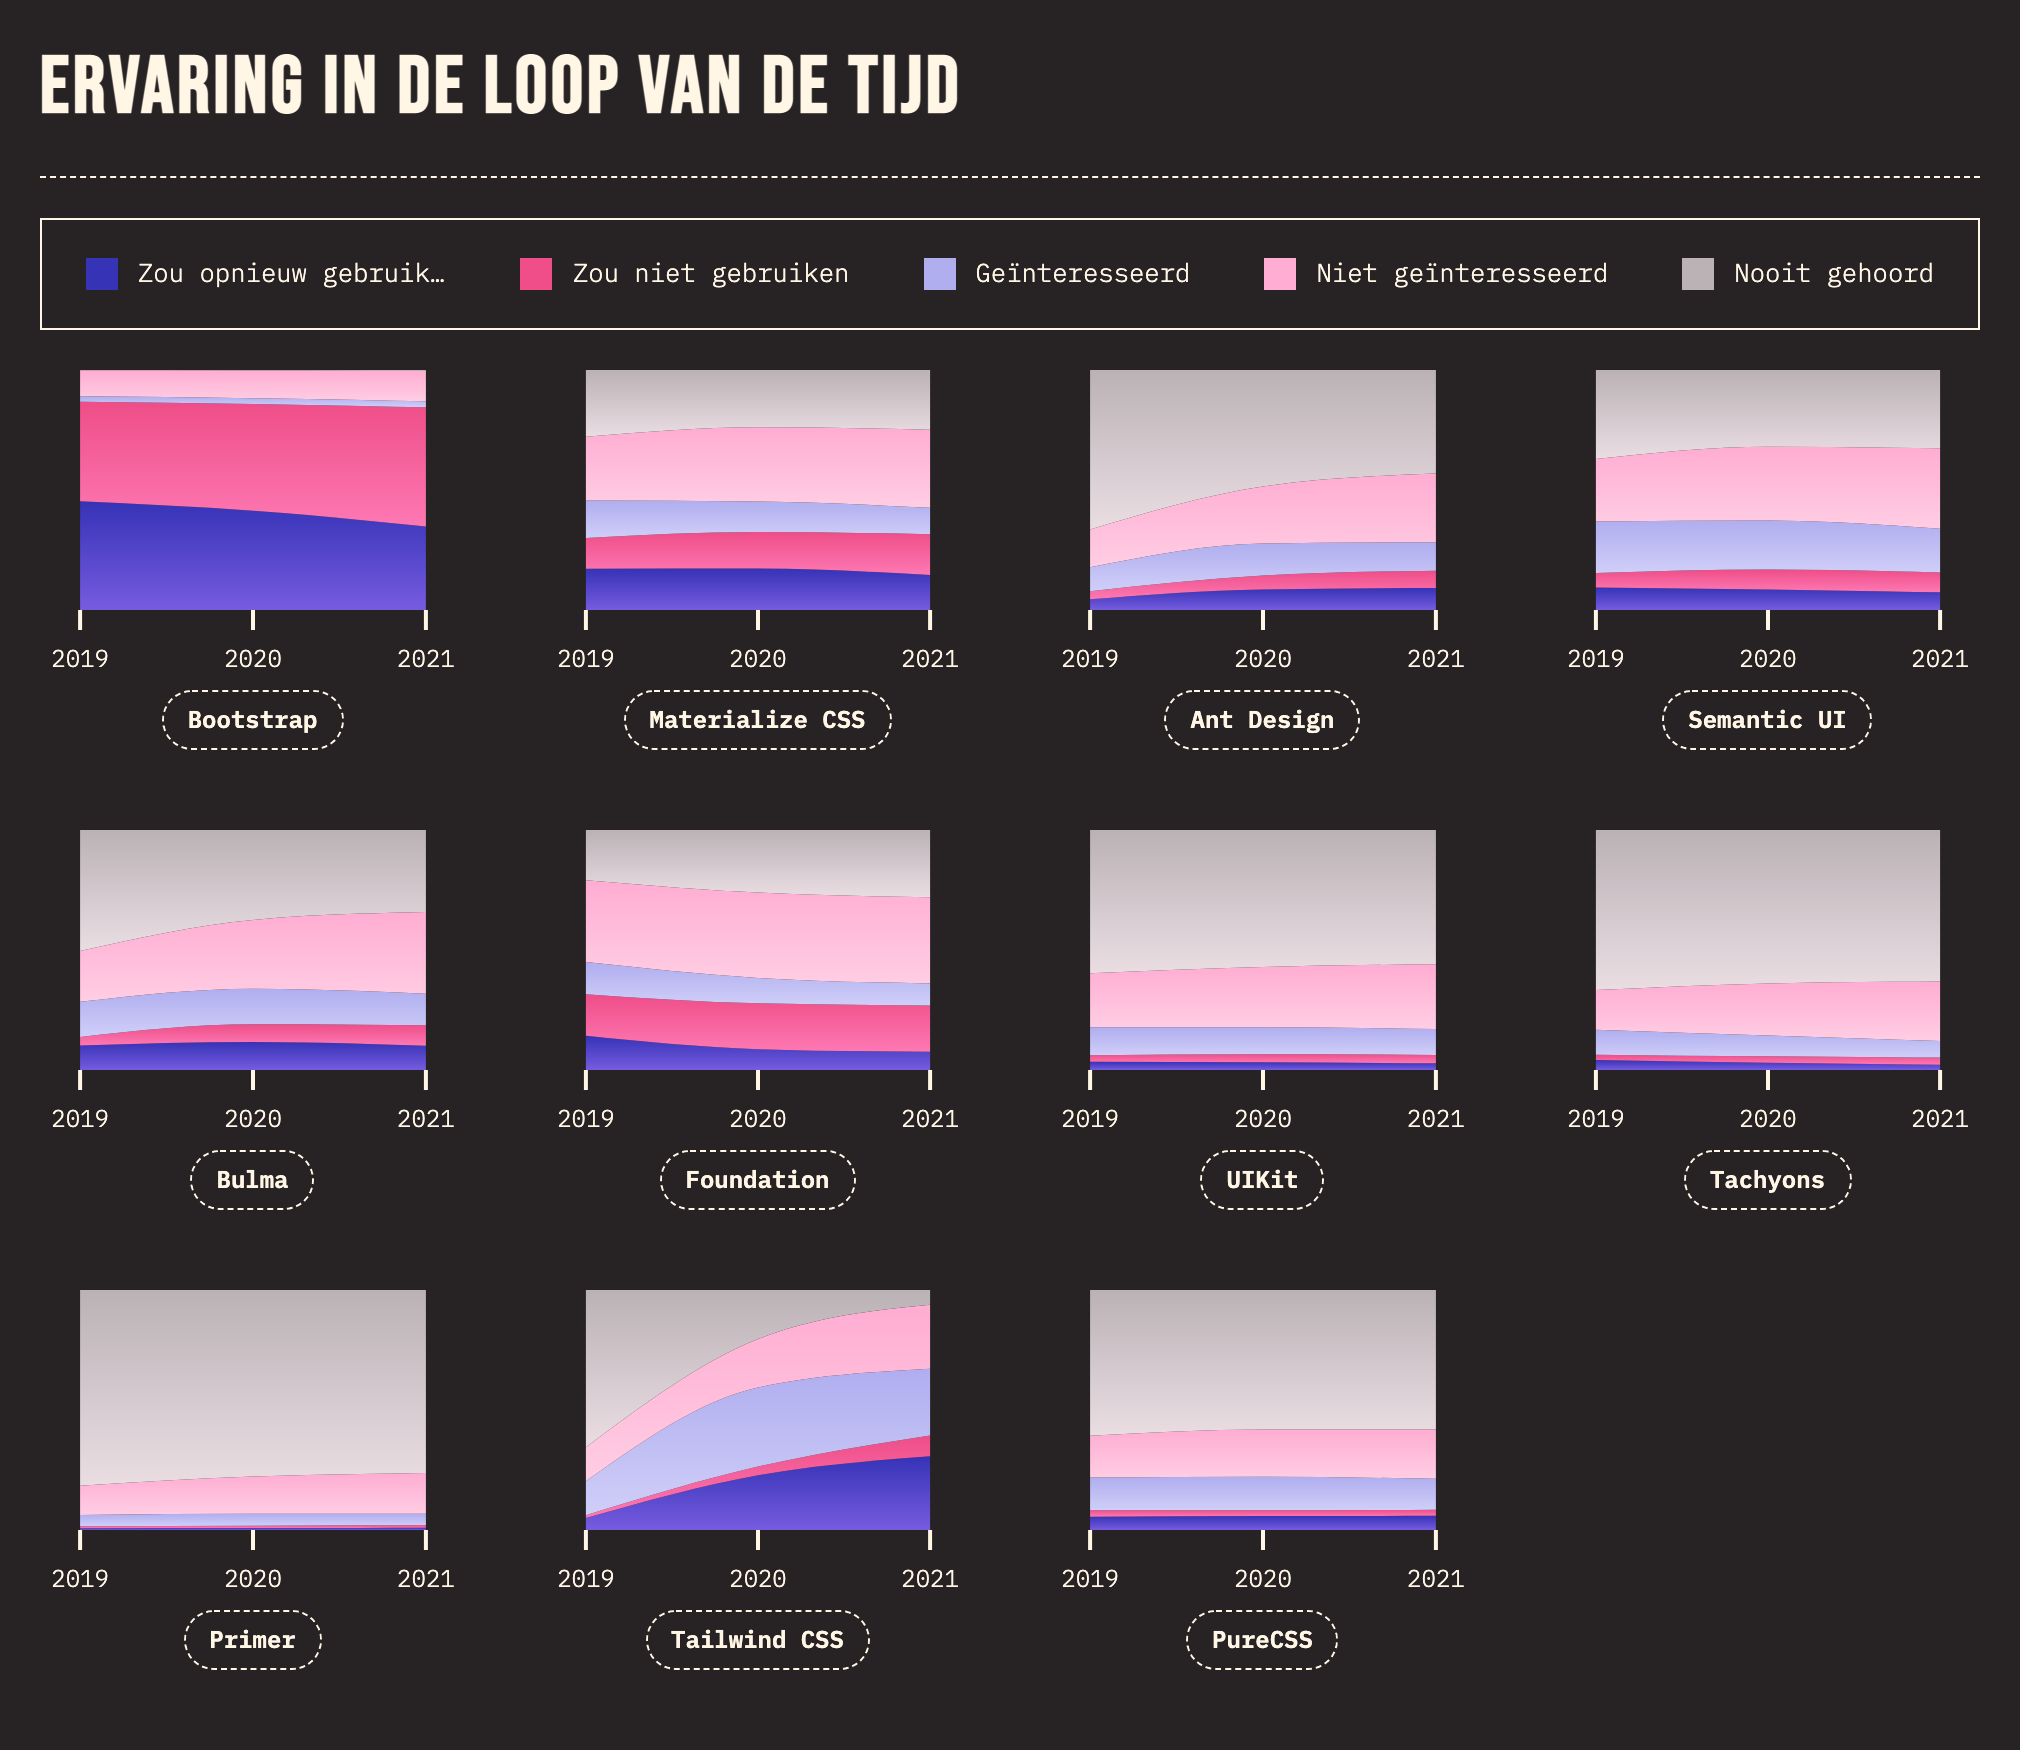 ERVARING IN DE LOOP VAN DE TIJD
Zou opnieuw gebruik… Zou niet gebruiken Geïnteresseerd Niet geïnteresseerd Nooit gehoord
2019 2020 2021 2019 2020 2021 2019 2020 2021 2019 2020 2021
Bootstrap Materialize CSS Ant Design Semantic UI
2019 2020 2021 2019 2020 2021 2019 2020 2021 2019 2020 2021
Bulma Foundation UIKit Tachyons
2019 2020 2021 2019 2020 2021 2019 2020 2021
Primer Tailwind CSS PureCSS